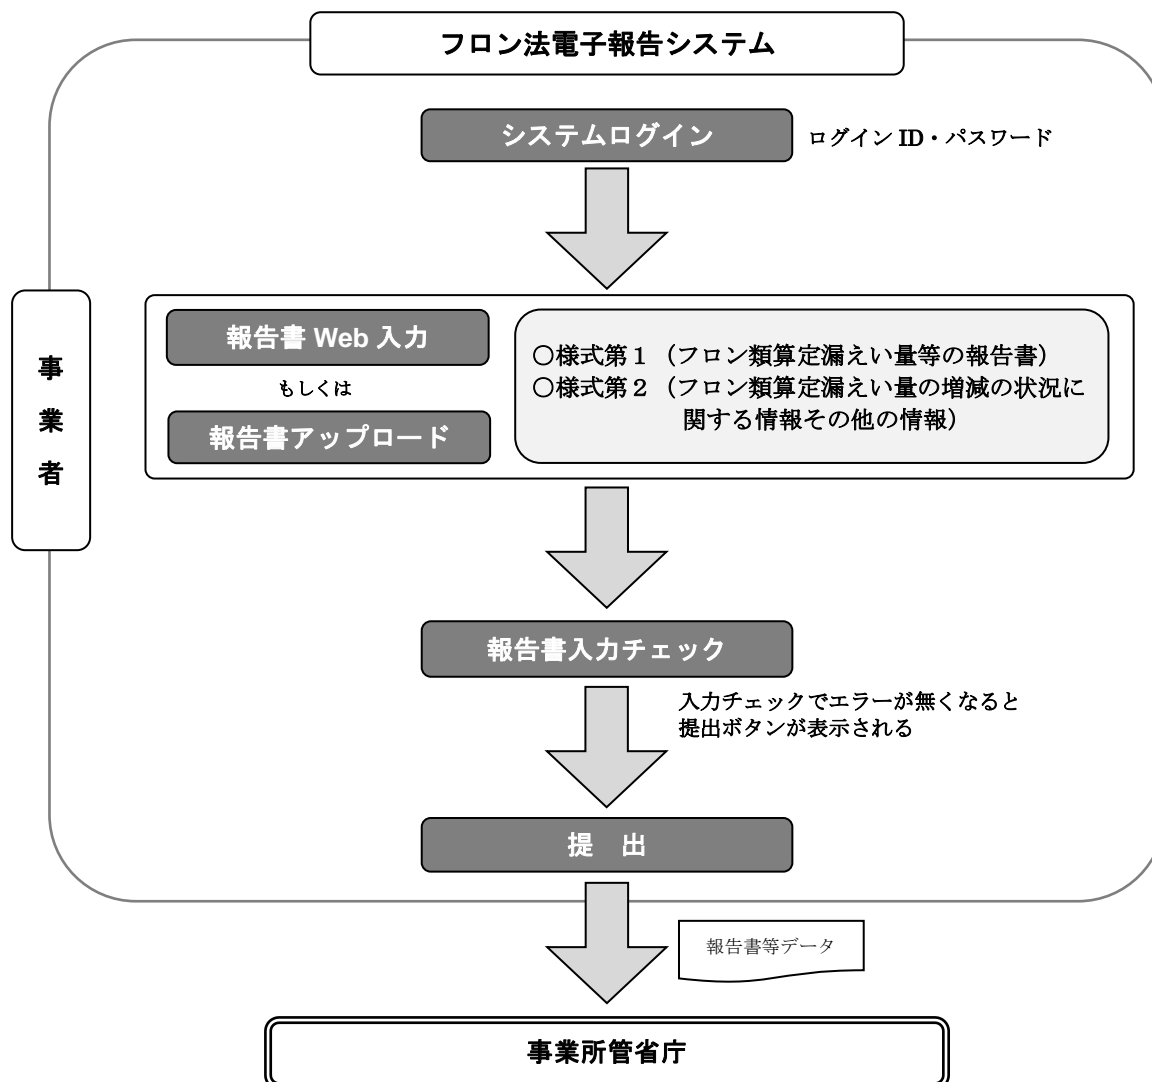 フロン法電子報告システム
システムログイン
ログイン ID・パスワード
事
業
者
報告書 Web 入力
もしくは
報告書アップロード
○様式第１（フロン類算定漏えい量等の報告書）
○様式第２（フロン類算定漏えい量の増減の状況に
関する情報その他の情報）
報告書入力チェック
入力チェックでエラーが無くなると
提出ボタンが表示される
提　出
報告書等データ
事業所管省庁